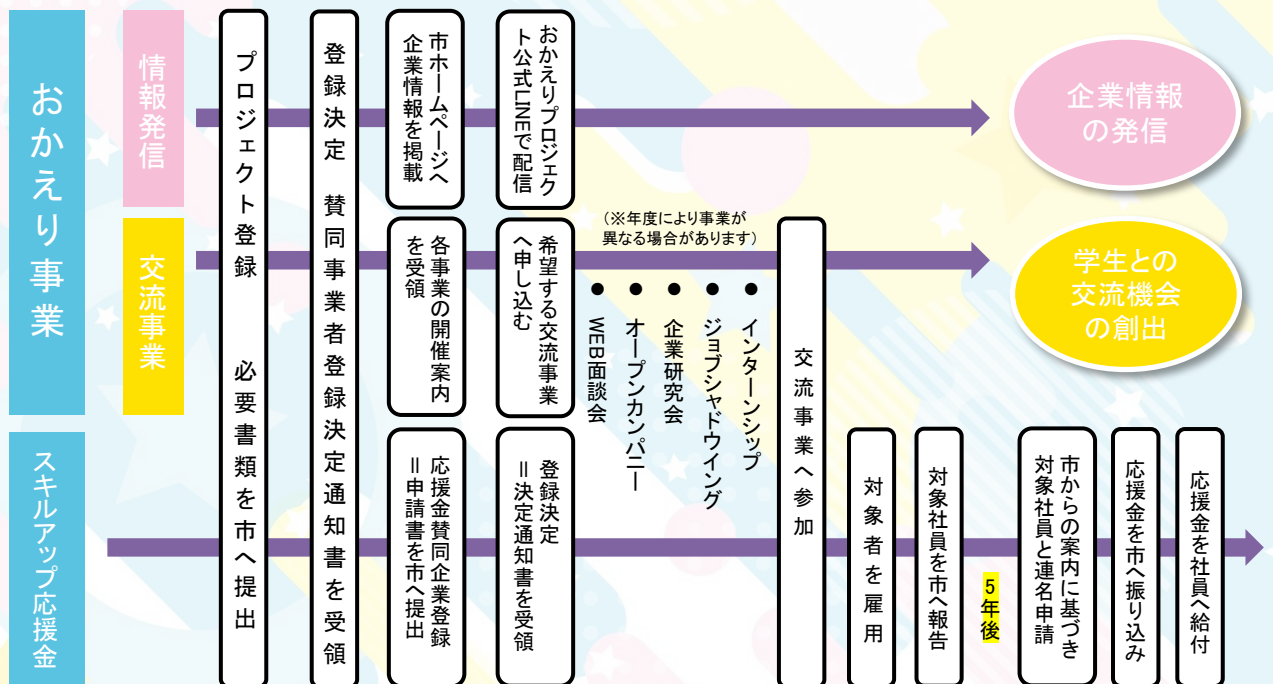 おかえり事業
情報発信
交流事業
スキルアップ応援金
プロジェクト登録　必要書類を市へ提出
登録決定　賛同事業者登録決定通知書を受領
市ホームページへ
企業情報を掲載
おかえりプロジェク
ト公式LINEで配信
企業情報
の発信
各事業の開催案内
を受領
希望する交流事業
へ申し込む
（※年度により事業が
異なる場合があります）
● WEB面談会
● オープンカンパニー
● 企業研究会
● ジョブシャドウイング
● インターンシップ
交流事業へ参加
学生との
交流機会
の創出
応援金賛同企業登録
＝申請書を市へ提出
登録決定
＝決定通知書を受領
対象者を雇用
対象社員を市へ報告
5年後
市からの案内に基づき
対象社員と連名申請
応援金を市へ振り込み
応援金を社員へ給付